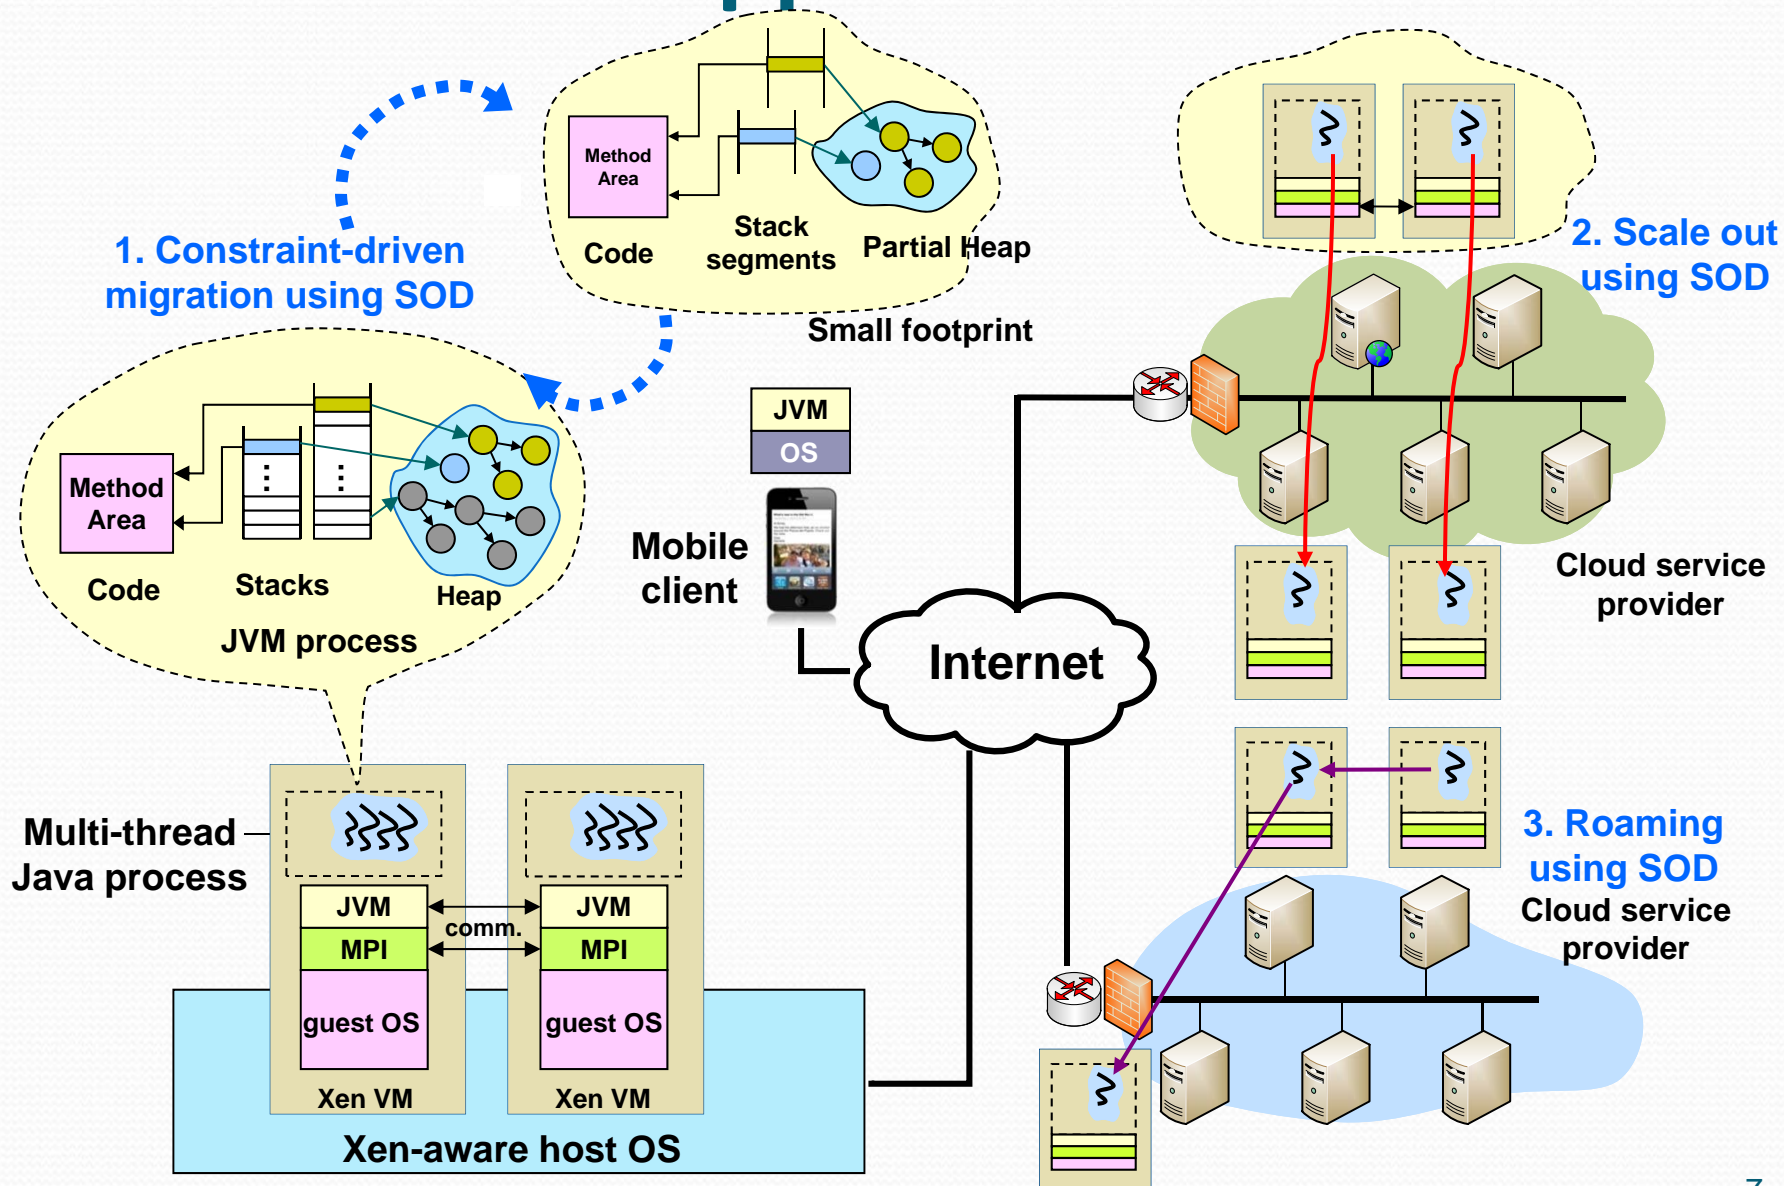 Method
Area
Code
Stack
segments
Partial Heap
Small footprint
1. Constraint-driven
migration using SOD
Method
Area
Code
Stacks
Heap
JVM process
JVM
OS
Mobile
client
Internet
2. Scale out
using SOD
Cloud service
provider
Multi-thread
Java process
JVM
MPI
guest OS
Xen VM
comm.
JVM
MPI
guest OS
Xen VM
Xen-aware host OS
3. Roaming
using SOD
Cloud service
provider